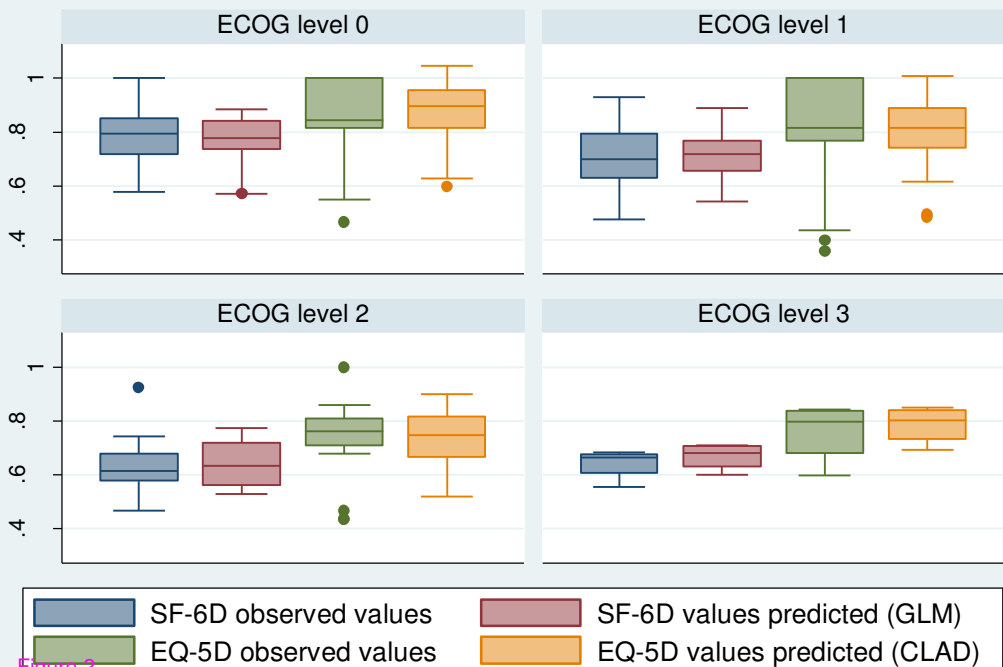 ECOG level 0
ECOG level 1
1
.8
.6
.4
ECOG level 2
ECOG level 3
1
.8
.6
.4
SF-6D observed values
SF-6D values predicted (GLM)
EQ-5D observed values
EQ-5D values predicted (CLAD)
Figure 2